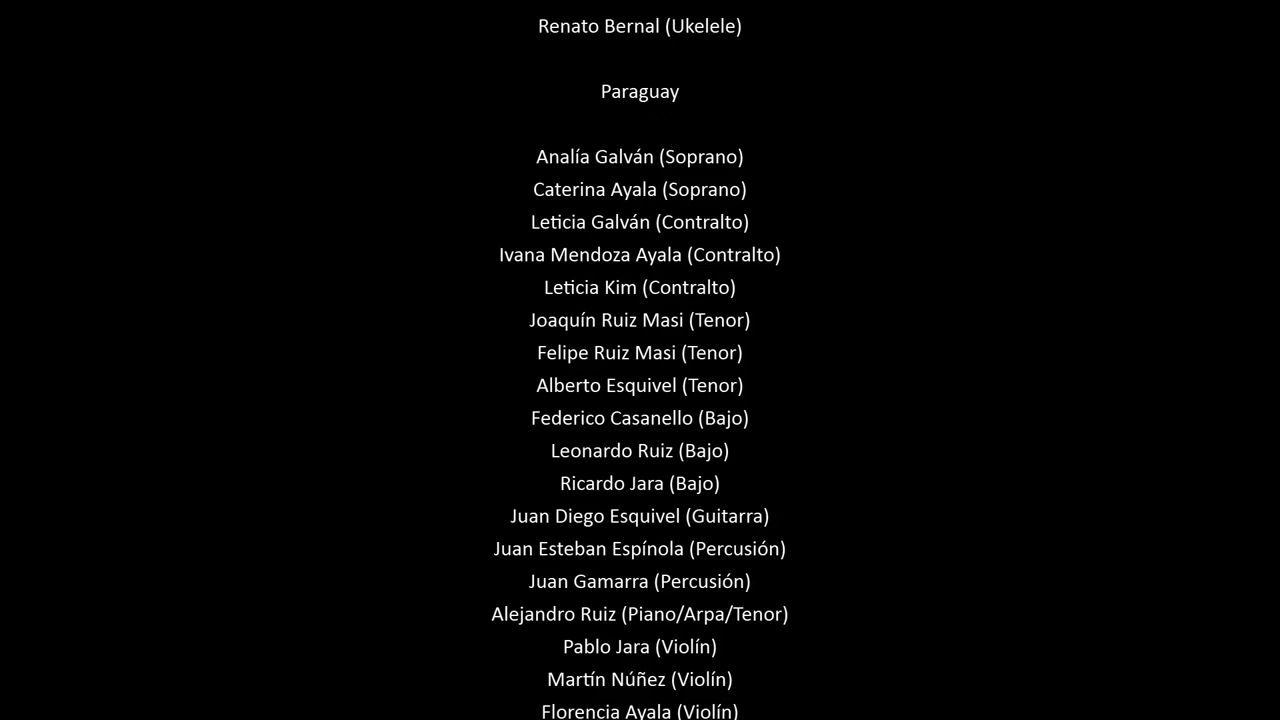 Renato Bernal (Ukelele)
Paraguay
Analía Galván (Soprano)
Caterina Ayala (Soprano)
Leticia Galván (Contralto)
Ivana Mendoza Ayala (Contralto)
Leticia Kim (Contralto)
Joaquín Ruiz Masi (Tenor)
Felipe Ruiz Masi (Tenor)
Alberto Esquivel (Tenor)
Federico Casanello (Bajo)
Leonardo Ruiz (Bajo)
Ricardo Jara (Bajo)
Juan Diego Esquivel (Guitarra)
Juan Esteban Espínola (Percusión)
Juan Gamarra (Percusión)
Alejandro Ruiz (Piano/Arpa/Tenor)
Pablo Jara (Violín)
Martín Núñez (Violín)
Florencia Ayala (Violín)